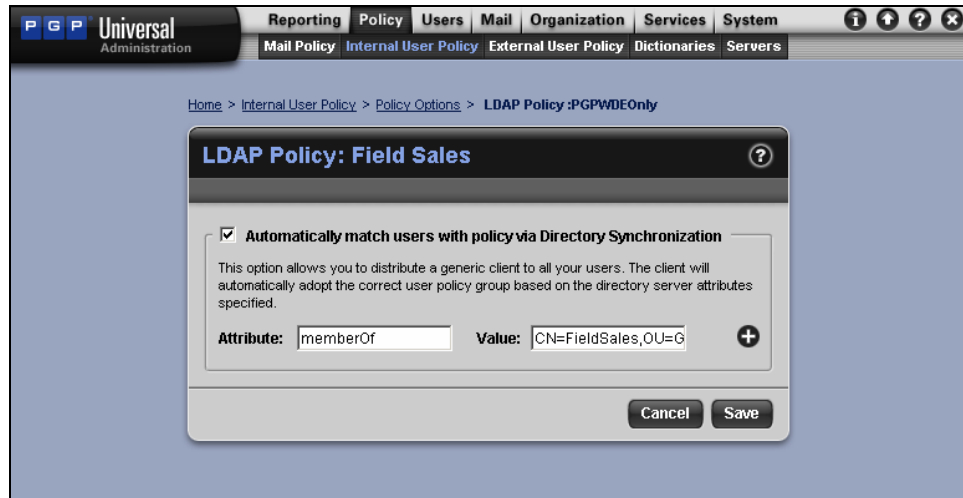 PGP Universal
Administration
Reporting Policy Users Mail Organization Services System
Mail Policy Internal User Policy External User Policy Dictionaries Servers
Home > Internal User Policy > Policy Options > LDAP Policy :PGPWDEOnly
LDAP Policy: Field Sales
Automatically match users with policy via Directory Synchronization
This option allows you to distribute a generic client to all your users. The client will
automatically adopt the correct user policy group based on the directory server attributes
specified.
Attribute: memberOf Value: CN=FieldSales,OU=G
Cancel Save